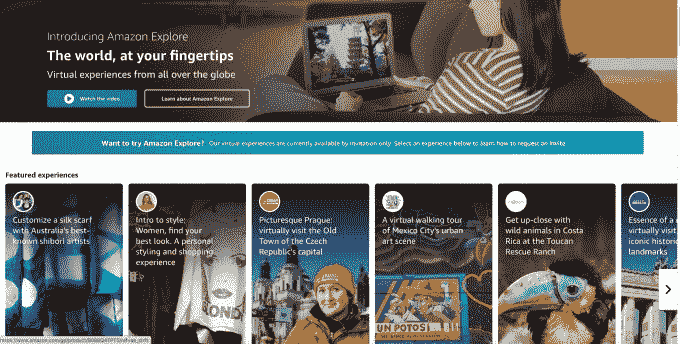 Introducing Amazon Explore
The world, at your fingertips
Virtual experiences from all over the globe
Watch the video
Learn about Amazon Explore
Want to try Amazon Explore? Our virtual experiences are currently available by invitation only. Select an experience below to learn how to request an invite
Featured experiences
Customize a silk scarf
with Australia's best-
known shibori artists
Intro to style:
Women, find your
best look. A personal
styling and shopping
experience
Picturesque Prague:
virtually visit the Old
Town of the Czech
Republic's capital
A virtual walking tour
of Mexico City's urban
art scene
Get up-close with
wild animals in Costa
Rica at the Toucan
Rescue Ranch
Essence of a
virtually visit
iconic historic
landmarks
UN POTOSI